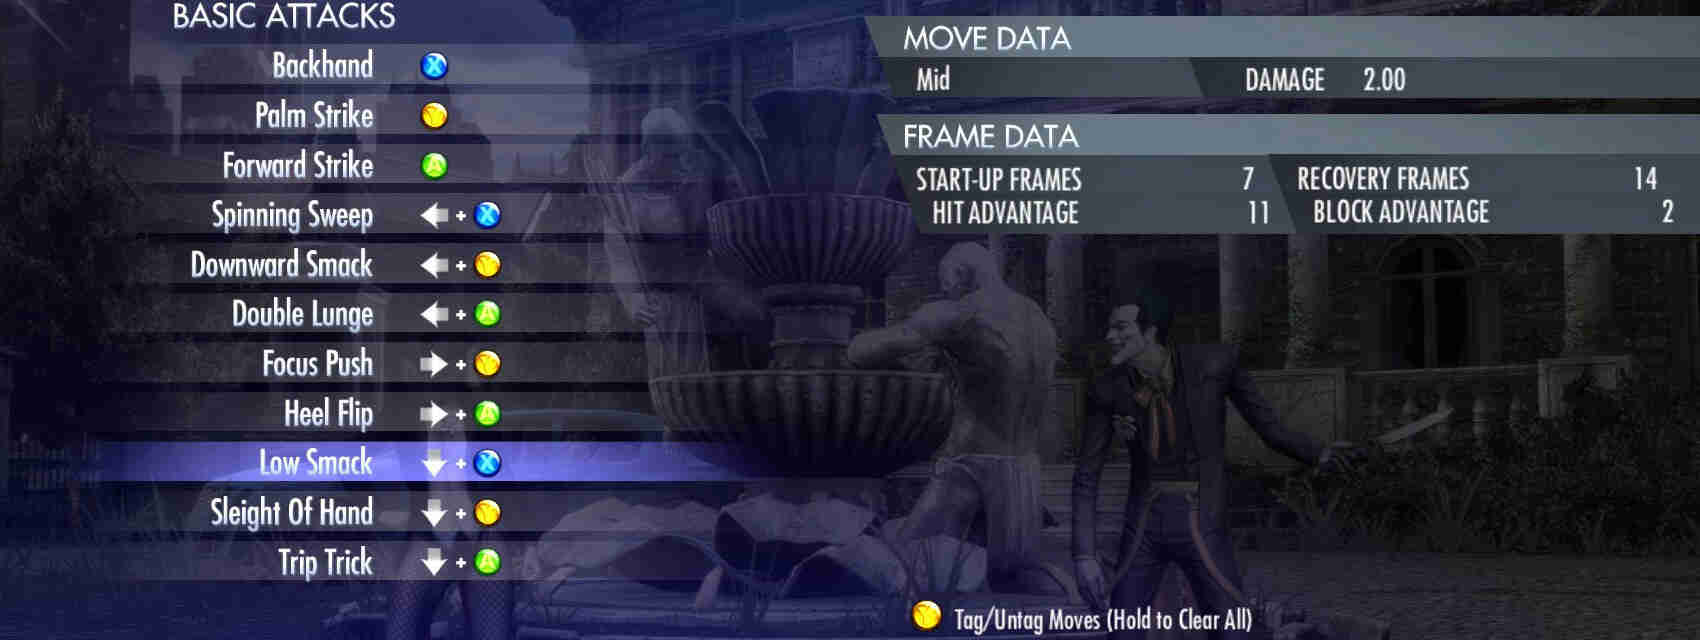 BASIC ATTACKS
Backhand X
Palm Strike Y
Forward Strike A
Spinning Sweep + X
Downward Smack + Y
Double Lunge + A
Focus Push + Y
Heel Flip + A
Low Smack + X
Sleight Of Hand + Y
Trip Trick + A
MOVE DATA
Mid DAMAGE 2.00
FRAME DATA
START-UP FRAMES 7 RECOVERY FRAMES 14
HIT ADVANTAGE 11 BLOCK ADVANTAGE 2
Y Tag/Untag Moves (Hold to Clear All)